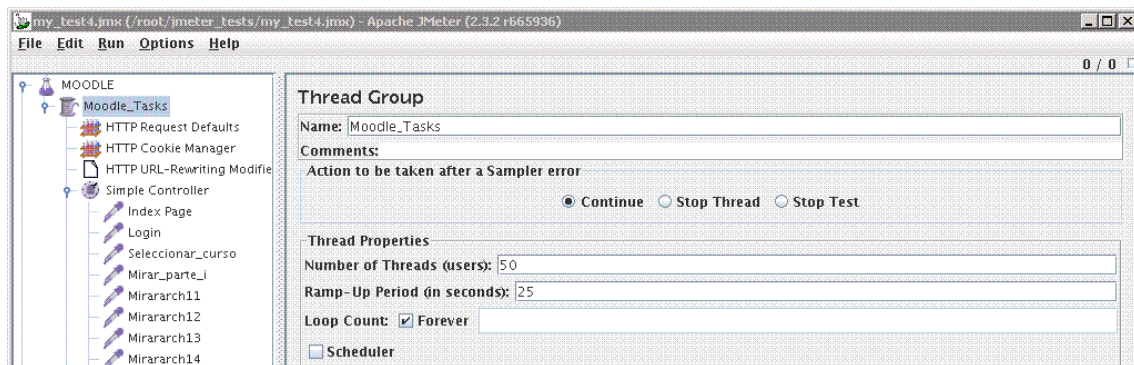 my_test4.jmx (/root/jmeter_tests/my_test4.jmx) - Apache JMeter (2.3.2 r665936)
File Edit Run Options Help
0 / 0
MOODLE
Moodle_Tasks
HTTP Request Defaults
HTTP Cookie Manager
HTTP URL-Rewriting Modifie
Simple Controller
Index Page
Login
Seleccionar_curso
Mirar_parte_i
Mirararch11
Mirararch12
Mirararch13
Mirararch14
Thread Group
Name: Moodle_Tasks
Comments:
Action to be taken after a Sampler error
Continue Stop Thread Stop Test
Thread Properties
Number of Threads (users): 50
Ramp-Up Period (in seconds): 25
Loop Count: Forever
Scheduler